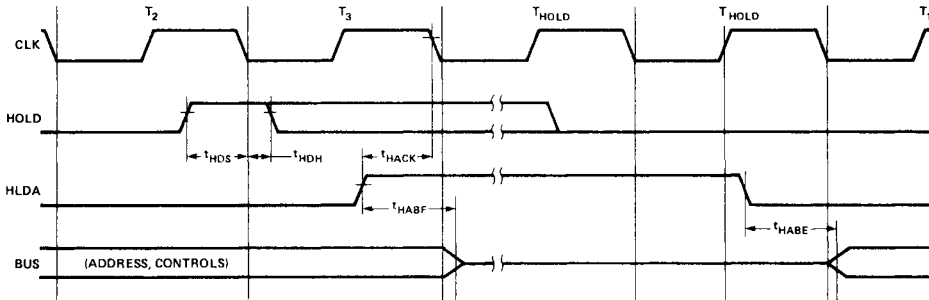 T2 T3 THOLD THOLD T1
CLK
HOLD
tHDS tHDH tHACK
HLDA
tHABF
tHABE
BUS (ADDRESS, CONTROLS)